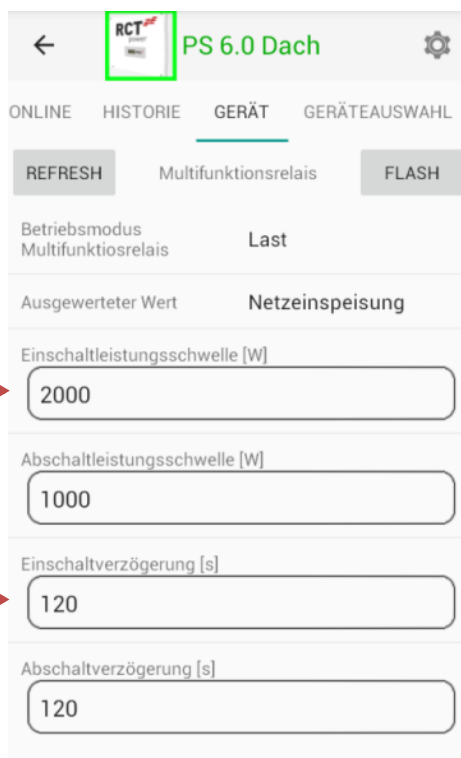 RCT
power
PS 6.0 Dach
ONLINE HISTORIE GERÄT GERÄTEAUSWAHL
REFRESH Multifunktionsrelais FLASH
Betriebsmodus
Multifunktiosrelais
Last
Ausgewerteter Wert Netzeinspeisung
Einschaltleistungsschwelle [W]
2000
Abschaltleistungsschwelle [W]
1000
Einschaltverzögerung [s]
120
Abschaltverzögerung [s]
120